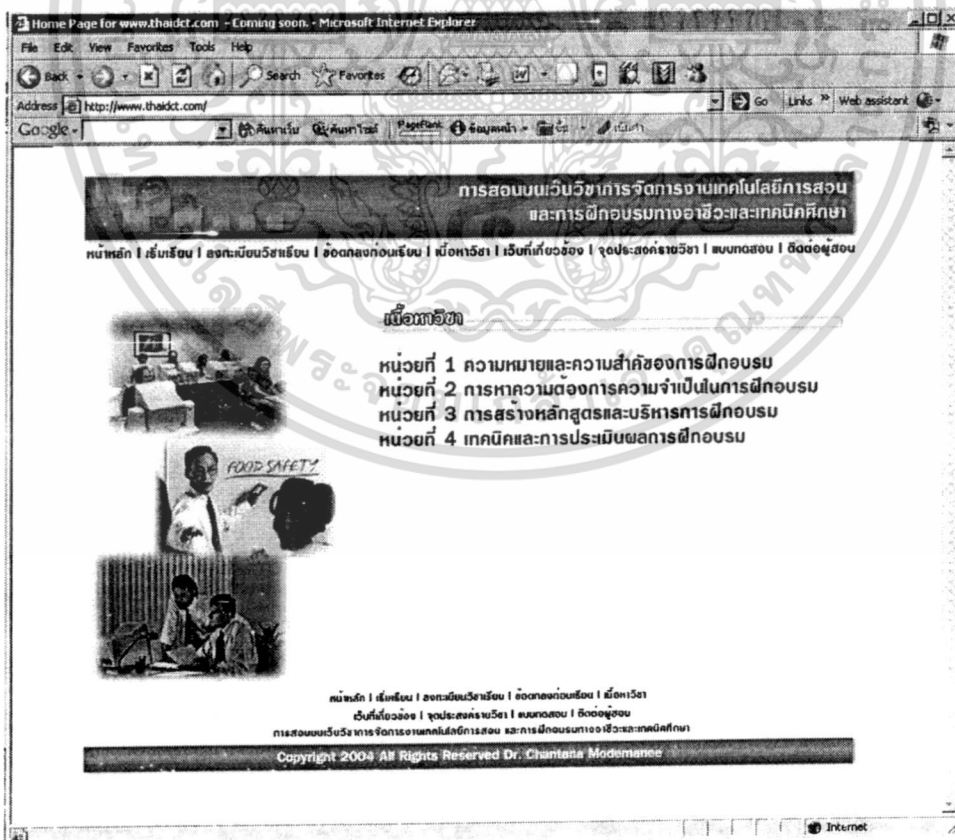 Home Page for www.thaidct.com - Coming soon. - Microsoft Internet Explorer
File Edit View Favorites Tools Help
Back Search Favorites
Address http://www.thaidct.com/ Go Links Web assistant
Google ค้นหาเว็บ ค้นหาไซต์ PageRank ข้อมูลหน้า
การสอนบนเว็บวิชาการจัดการงานเทคโนโลยีการสอน
และการฝึกอบรมทางอาชีวะและเทคนิคศึกษา
หน้าหลัก | เริ่มเรียน | ลงทะเบียนวิชาเรียน | ข้อตกลงก่อนเรียน | เนื้อหาวิชา | เว็บที่เกี่ยวข้อง | จุดประสงค์รายวิชา | แบบทดสอบ | ติดต่อผู้สอน
เนื้อหาวิชา
หน่วยที่ 1 ความหมายและความสำคัของการฝึกอบรม
หน่วยที่ 2 การหาความต้องการความจำเป็นในการฝึกอบรม
หน่วยที่ 3 การสร้างหลักสูตรและบริหารการฝึกอบรม
หน่วยที่ 4 เทคนิคและการประเมินผลการฝึกอบรม
FOOD SAFETY
หน้าหลัก | เริ่มเรียน | ลงทะเบียนวิชาเรียน | ข้อตกลงก่อนเรียน | เนื้อหาวิชา
เว็บที่เกี่ยวข้อง | จุดประสงค์รายวิชา | แบบทดสอบ | ติดต่อผู้สอน
การสอนบนเว็บวิชาการจัดการงานเทคโนโลยีการสอน และการฝึกอบรมทางอาชีวะและเทคนิคศึกษา
Copyright 2004 All Rights Reserved Dr. Chantana Modemanee
Internet